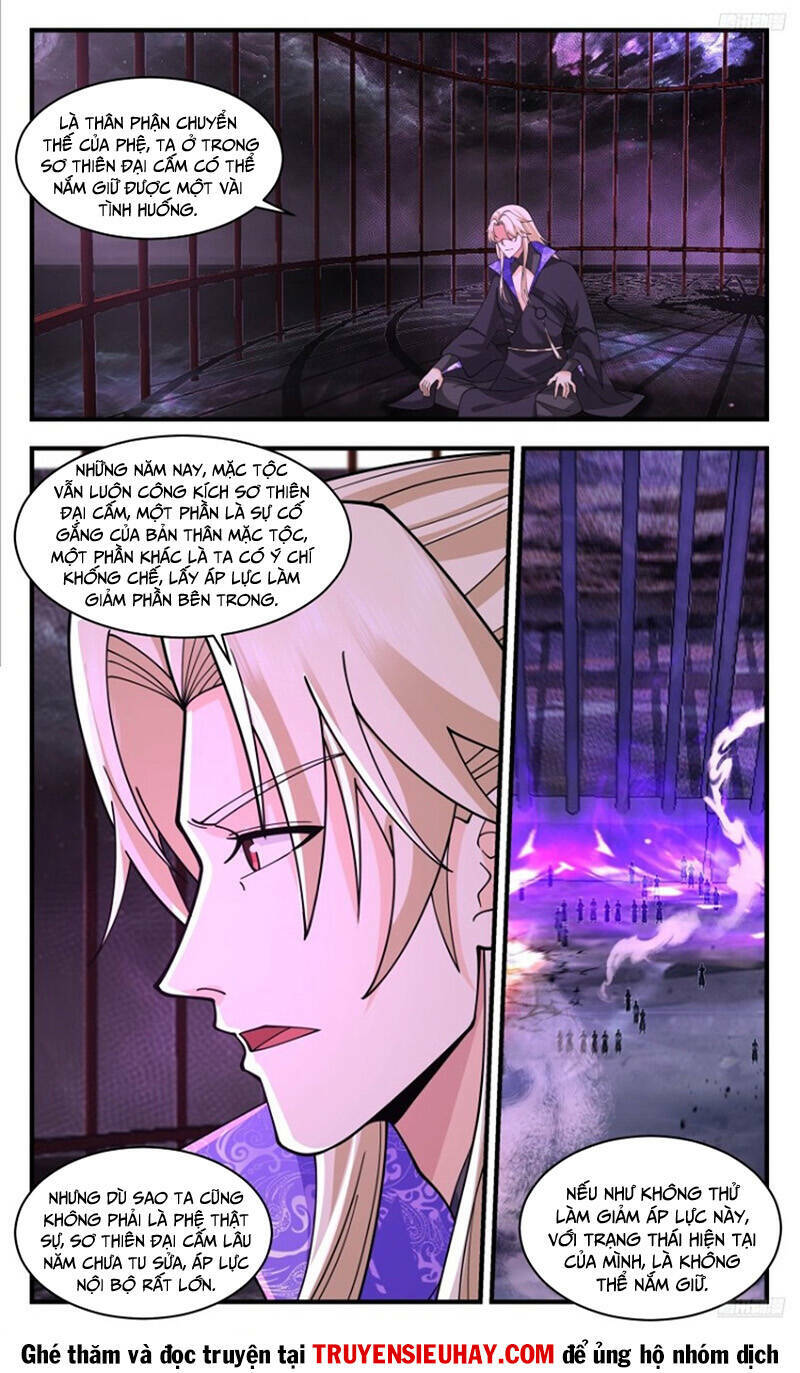 LÀ THÂN PHẬN CHUYỂN
THẾ CỦA PHỆ, TA Ở TRONG
SƠ THIÊN ĐẠI CẤM CÓ THỂ
NẮM GIỮ ĐƯỢC MỘT VÀI
TÌNH HUỐNG.
NHỮNG NĂM NAY, MẶC TỘC
VẪN LUÔN CÔNG KÍCH SƠ THIÊN
ĐẠI CẤM, MỘT PHẦN LÀ SỰ CỐ
GẮNG CỦA BẢN THÂN MẶC TỘC,
MỘT PHẦN KHÁC LÀ TA CÓ Ý CHÍ
KHỐNG CHẾ, LẤY ÁP LỰC LÀM
GIẢM PHẦN BÊN TRONG.
NHƯNG DÙ SAO TA CŨNG
KHÔNG PHẢI LÀ PHỆ THẬT
SỰ, SƠ THIÊN ĐẠI CẤM LÂU
NĂM CHƯA TU SỬA, ÁP LỰC
NỘI BỘ RẤT LỚN.
NẾU NHƯ KHÔNG THỬ
LÀM GIẢM ÁP LỰC NÀY,
VỚI TRẠNG THÁI HIỆN TẠI
CỦA MÌNH, LÀ KHÔNG
THỂ NẮM GIỮ.
Ghé thăm và đọc truyện tại TRUYENSIEUHAY.COM để ủng hộ nhóm dịch